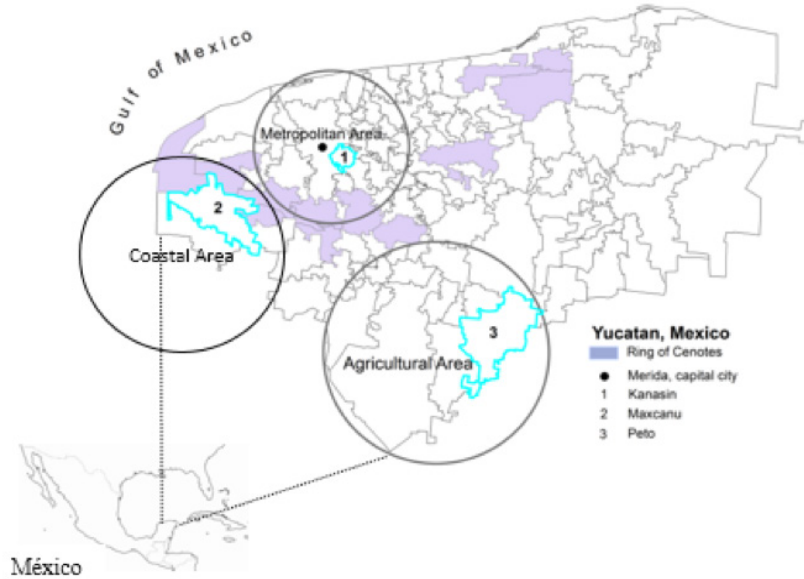 Gulf of Mexico
Metropolitan Area
1
2
Coastal Area
3
Agricultural Area
Yucatan, Mexico
Ring of Cenotes
Merida, capital city
1 Kanasin
2 Maxcanu
3 Peto
México